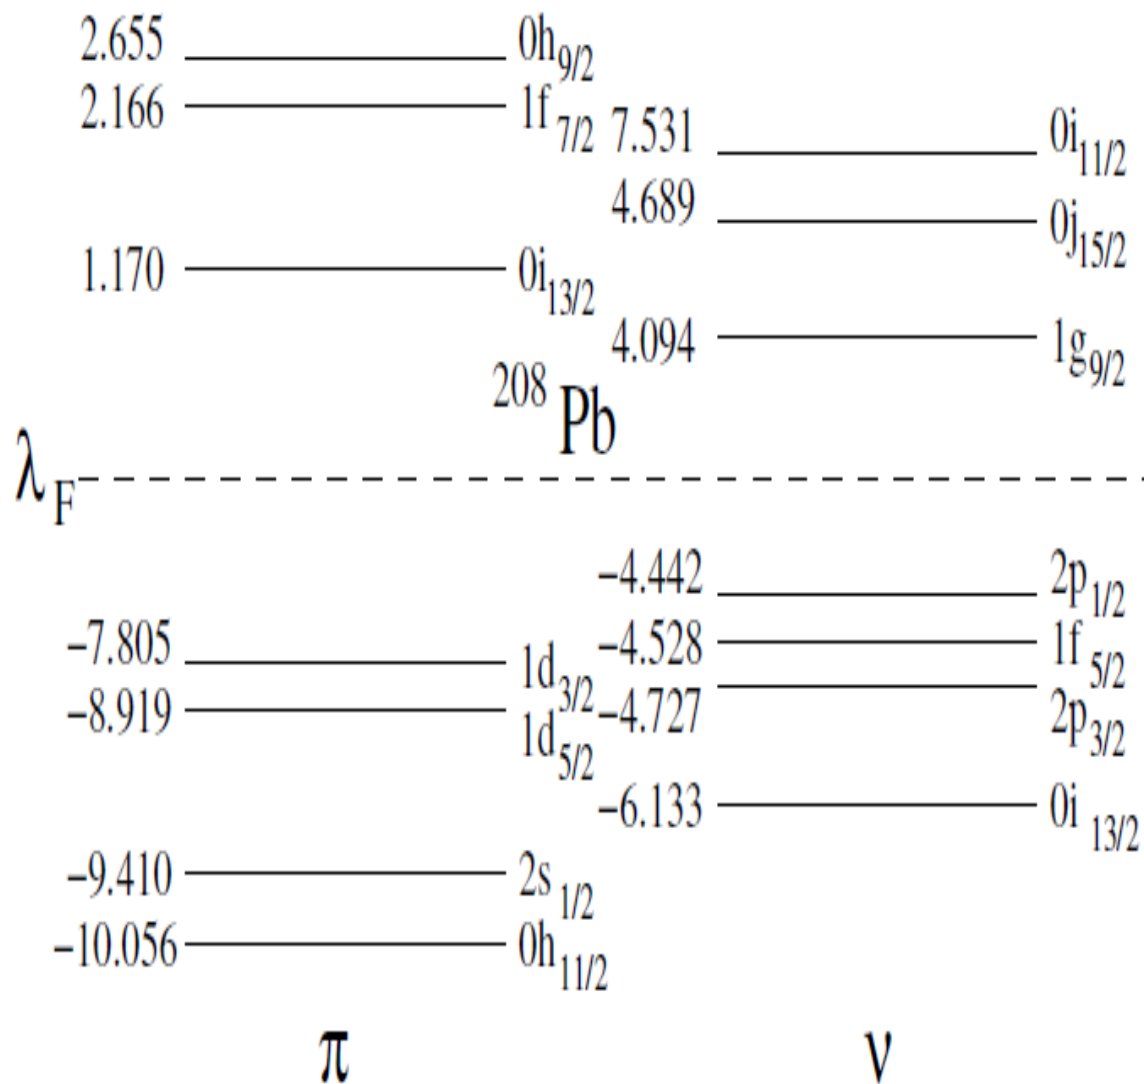 2.655 0h9/2
2.166 1f7/2
7.531 0i11/2
4.689 0j15/2
1.170 0i13/2
4.094 1g9/2
208Pb
λF
−4.442 2p1/2
−7.805 1d3/2
−4.528 1f5/2
−8.919 1d5/2
−4.727 2p3/2
−6.133 0i13/2
−9.410 2s1/2
−10.056 0h11/2
π ν